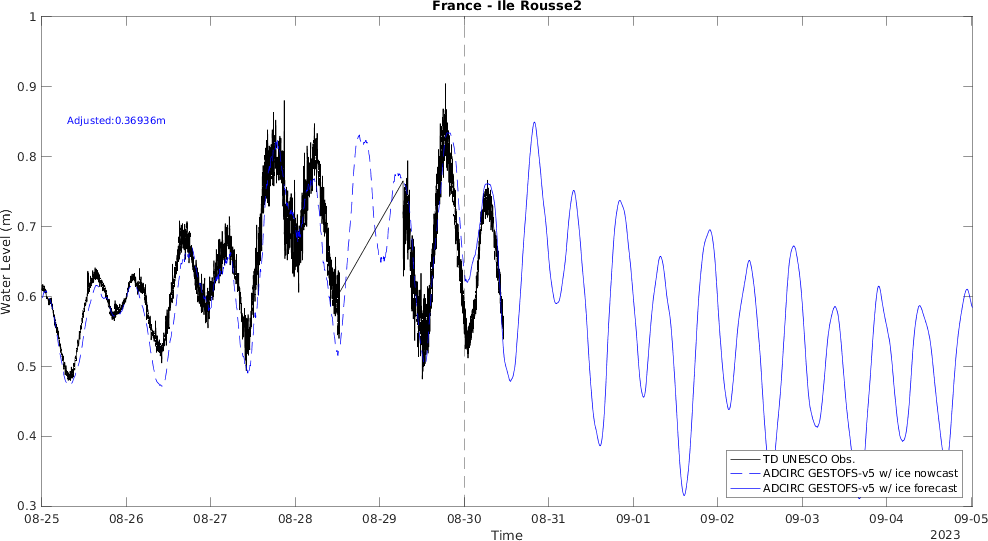 France - Ile Rousse2
1
0.9
Adjusted:0.36936m
0.8
0.7
Water Level (m)
0.6
0.5
0.4
TD UNESCO Obs.
ADCIRC GESTOFS-v5 w/ ice nowcast
ADCIRC GESTOFS-v5 w/ ice forecast
0.3
08-25 08-26 08-27 08-28 08-29 08-30 08-31 09-01 09-02 09-03 09-04 09-05
Time
2023